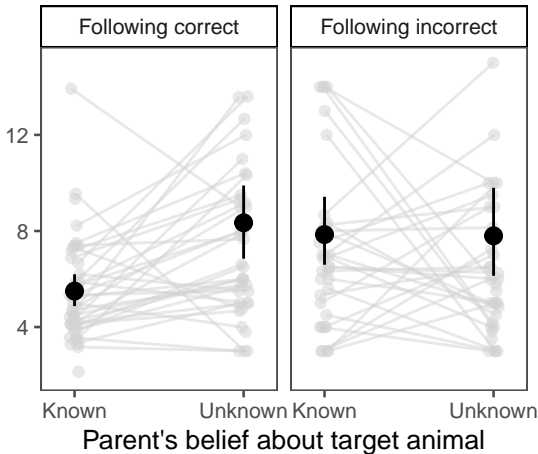 Following correct Following incorrect
12
8
4
Known Unknown Known Unknown
Parent's belief about target animal